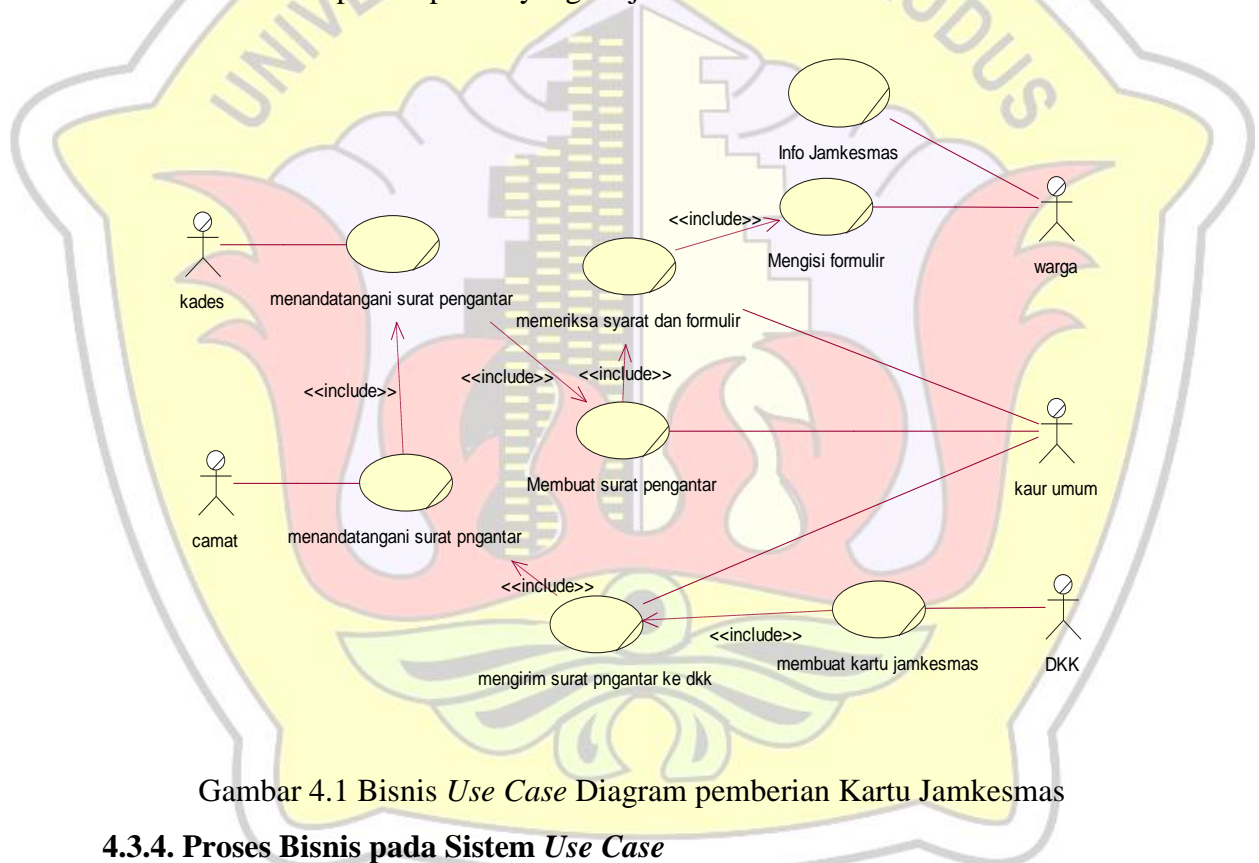 UNIVE
UDUS
Info Jamkesmas
<<include>>
Mengisi formulir
warga
kades
menandatangani surat pengantar
memeriksa syarat dan formulir
<<include>>
<<include>>
<<include>>
Membuat surat pengantar
kaur umum
camat
menandatangani surat pngantar
<<include>>
<<include>>
mengirim surat pngantar ke dkk
membuat kartu jamkesmas
DKK
Gambar 4.1 Bisnis Use Case Diagram pemberian Kartu Jamkesmas
4.3.4. Proses Bisnis pada Sistem Use Case